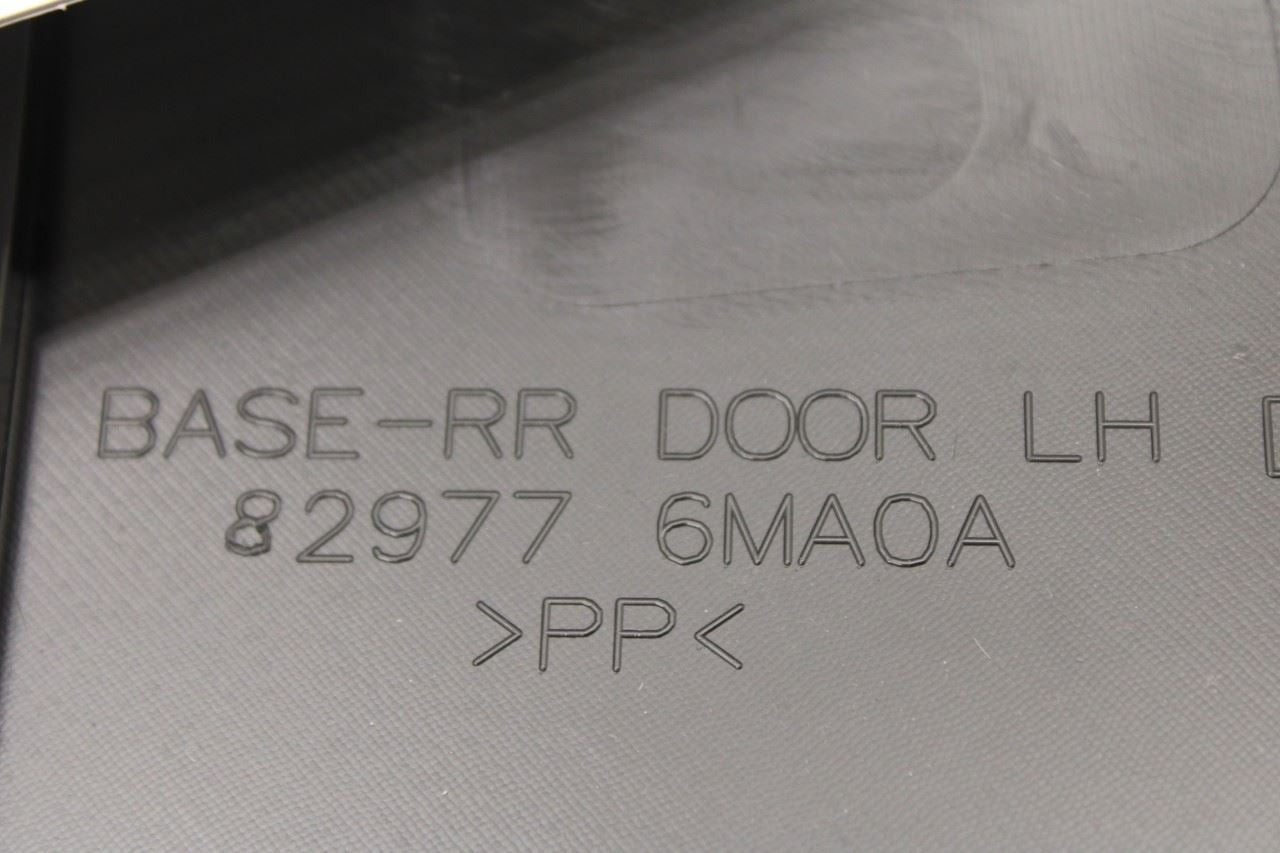 BASE-RR DOOR LH
82977 6MA0A
>PP<